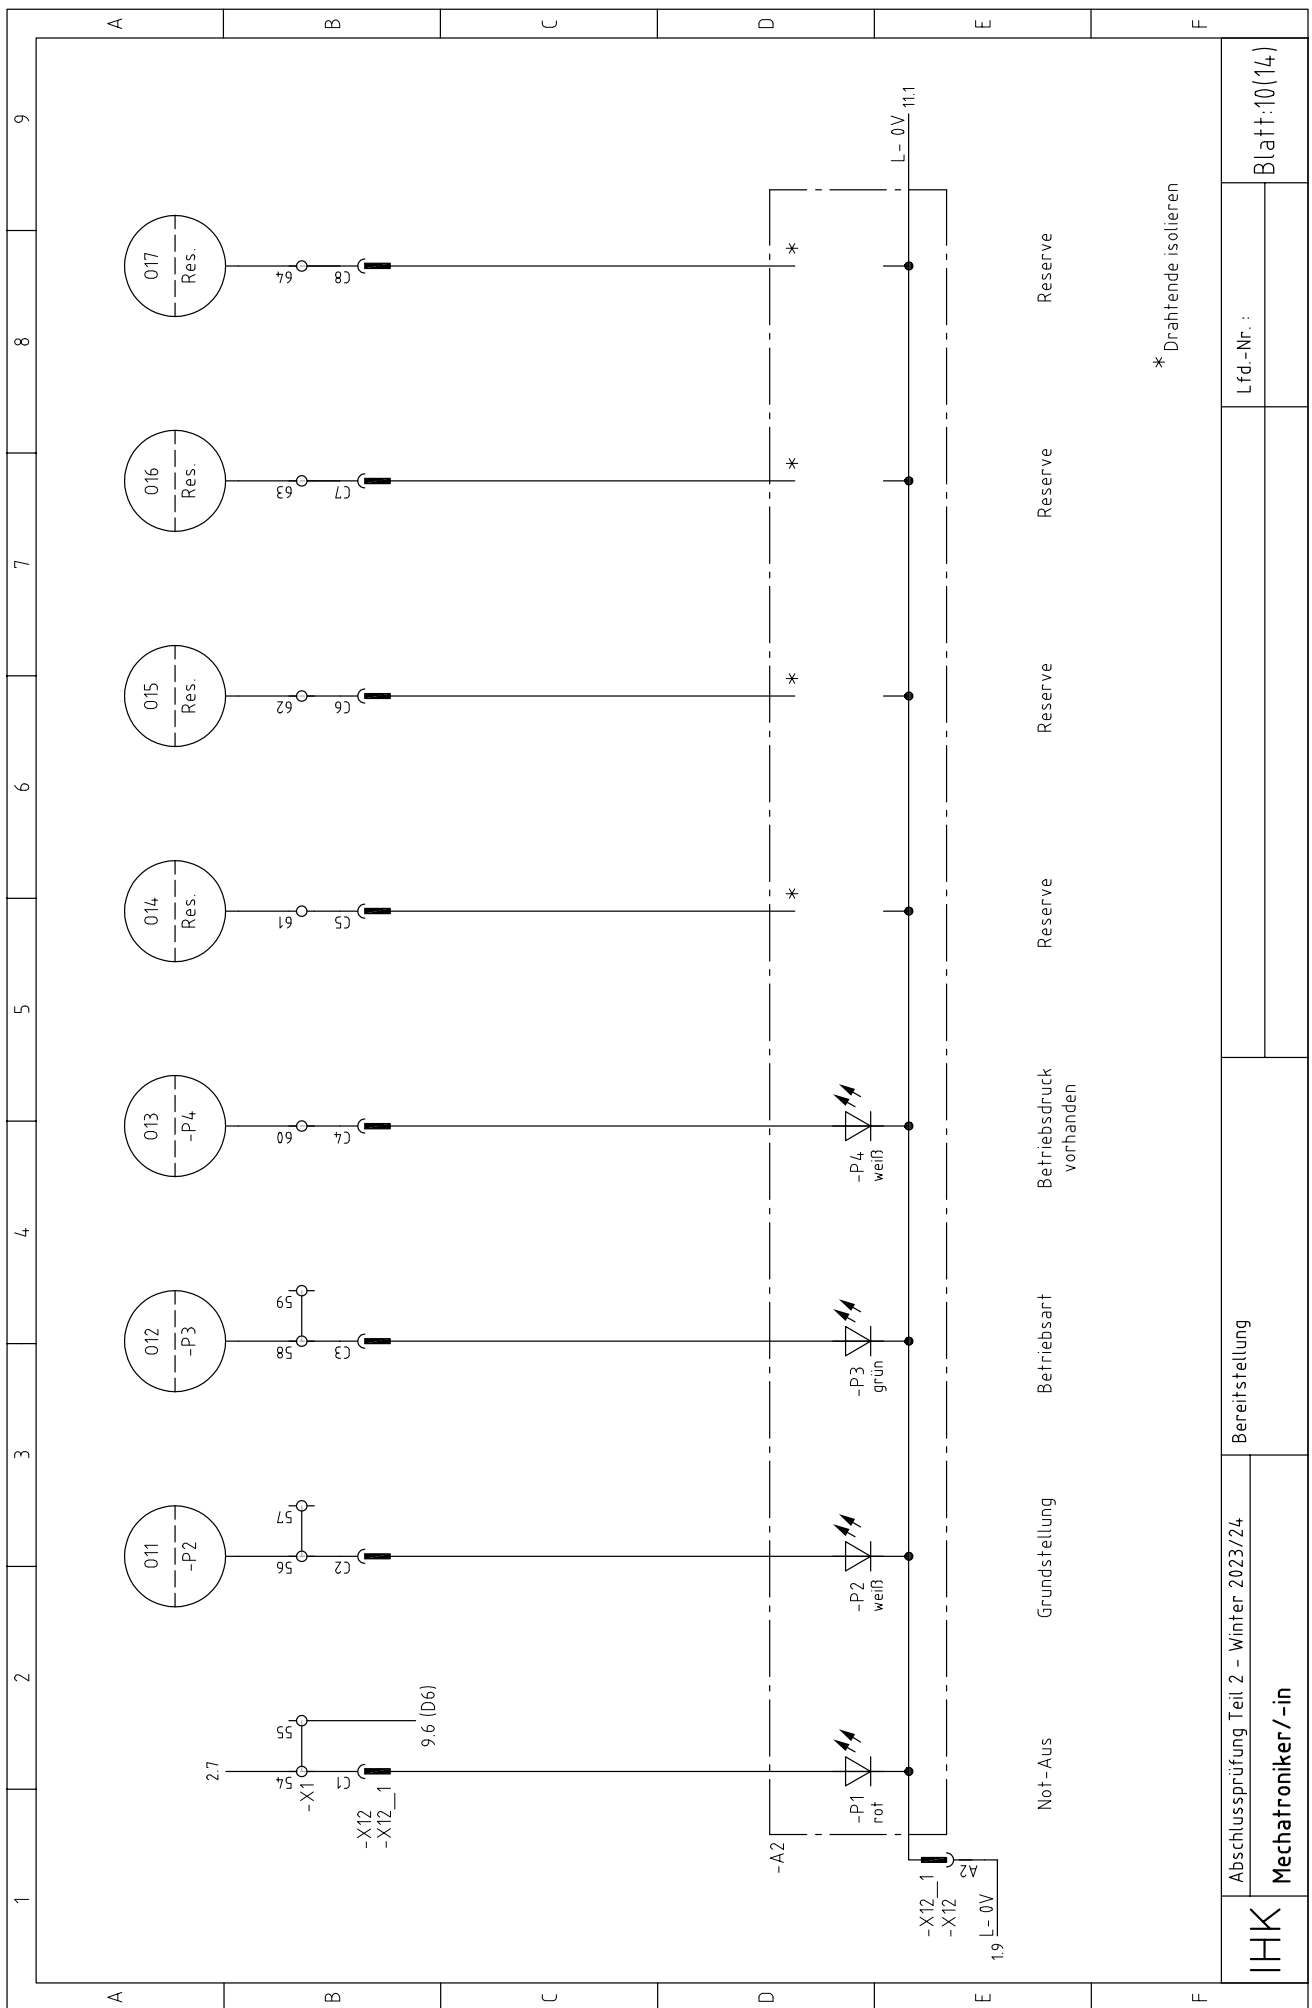 1 2 3 4 5 6 7 8 9
A
A
B
B
C
C
D
D
E
E
F
F
011
-P2
012
-P3
013
-P4
014
Res.
015
Res.
016
Res.
017
Res.
2.7
54
55
56
57
58
59
60
61
62
63
64
-X1
C1
C2
C3
C4
C5
C6
C7
C8
-X12
-X12_1
9.6 (D6)
-A2
*
*
*
*
-P1
rot
-P2
weiß
-P3
grün
-P4
weiß
L- 0V
11.1
-X12_1
-X12
A2
1.9
L- 0V
Not-Aus
Grundstellung
Betriebsart
Betriebsdruck
vorhanden
Reserve
Reserve
Reserve
Reserve
* Drahtende isolieren
IHK
Abschlussprüfung Teil 2 - Winter 2023/24
Mechatroniker/-in
Bereitstellung
Lfd.-Nr. :
Blatt:10(14)